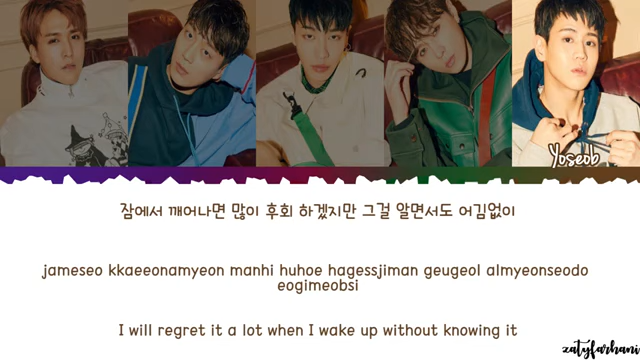 Yoseob
잠에서 깨어나면 많이 후회 하겠지만 그걸 알면서도 어김없이
jameseo kkaeeonamyeon manhi huhoe hagessjiman geugeol almyeonseodo
eogimeobsi
I will regret it a lot when I wake up without knowing it
zatyfarhani